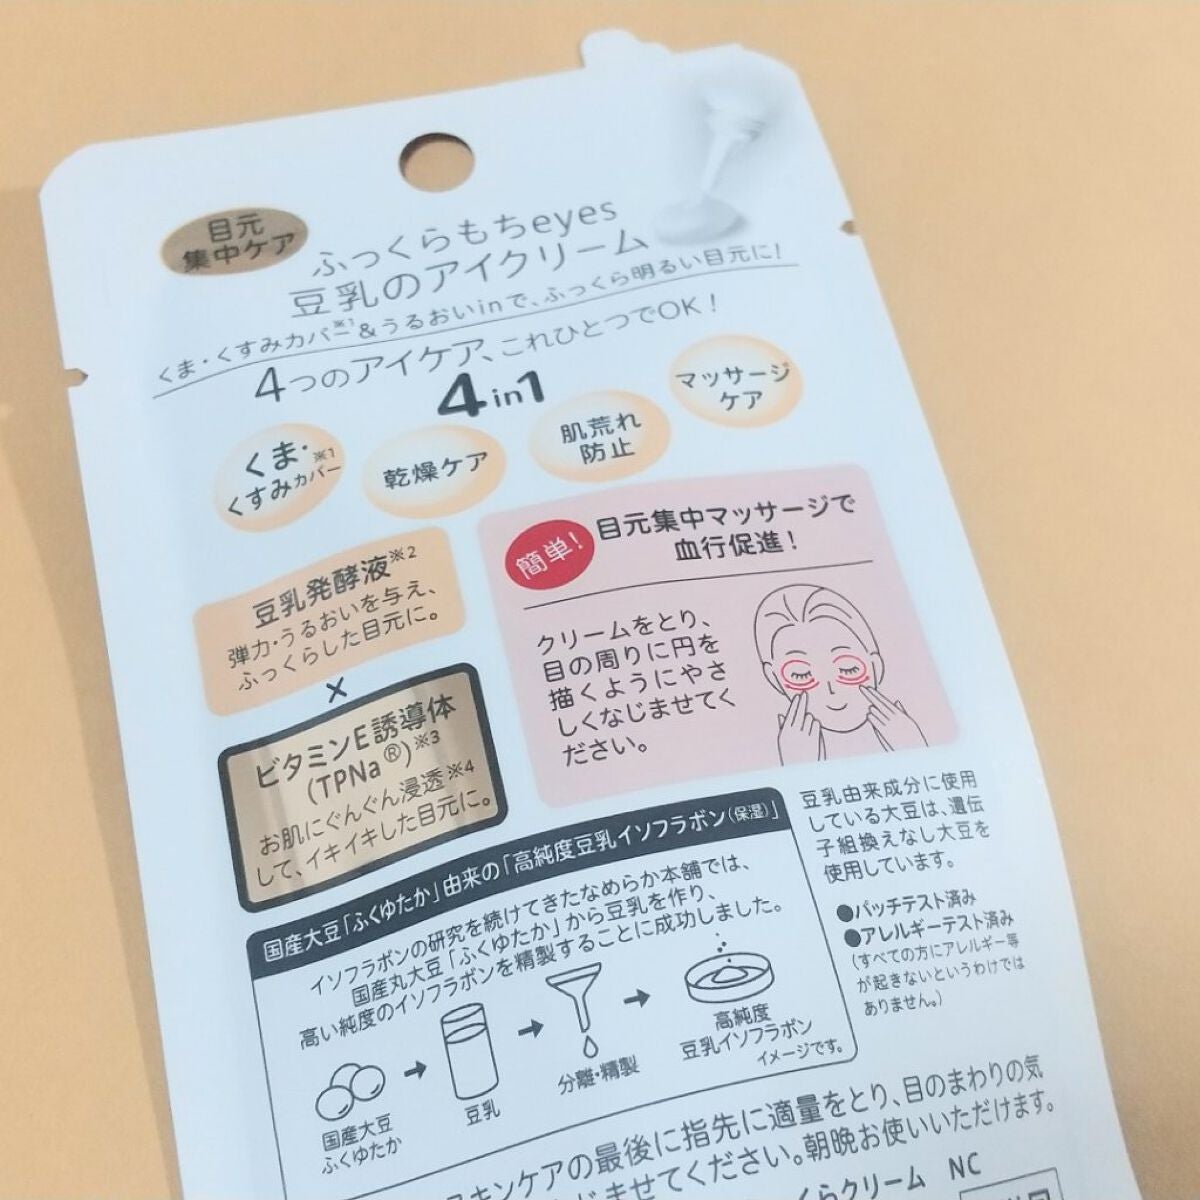 目元
集中ケア
ふっくらもちeyes
豆乳のアイクリーム
くま・くすみカバー※1＆うるおいinで、ふっくら明るい目元に!
4つのアイケア、これひとつでOK!
4in1
くま・
くすみカバー※1
乾燥ケア
肌荒れ
防止
マッサージ
ケア
豆乳発酵液※2
弾力・うるおいを与え、
ふっくらした目元に。
×
ビタミンE誘導体
(TPNa®)※3
お肌にぐんぐん浸透※4
して、イキイキした目元に。
簡単!
目元集中マッサージで
血行促進!
クリームをとり、
目の周りに円を
描くようにやさ
しくなじませてく
ださい。
国産大豆「ふくゆたか」由来の「高純度豆乳イソフラボン(保湿)」
イソフラボンの研究を続けてきたなめらか本舗では、
国産丸大豆「ふくゆたか」から豆乳を作り、
高い純度のイソフラボンを精製することに成功しました。
国産大豆
ふくゆたか
豆乳
分離・精製
高純度
豆乳イソフラボン
イメージです。
豆乳由来成分に使用
している大豆は、遺伝
子組換えなし大豆を
使用しています。
●パッチテスト済み
●アレルギーテスト済み
(すべての方にアレルギー等
が起きないというわけでは
ありません。)
スキンケアの最後に指先に適量をとり、目のまわりの気
じませてください。朝晩お使いいただけます。
くらクリーム NC